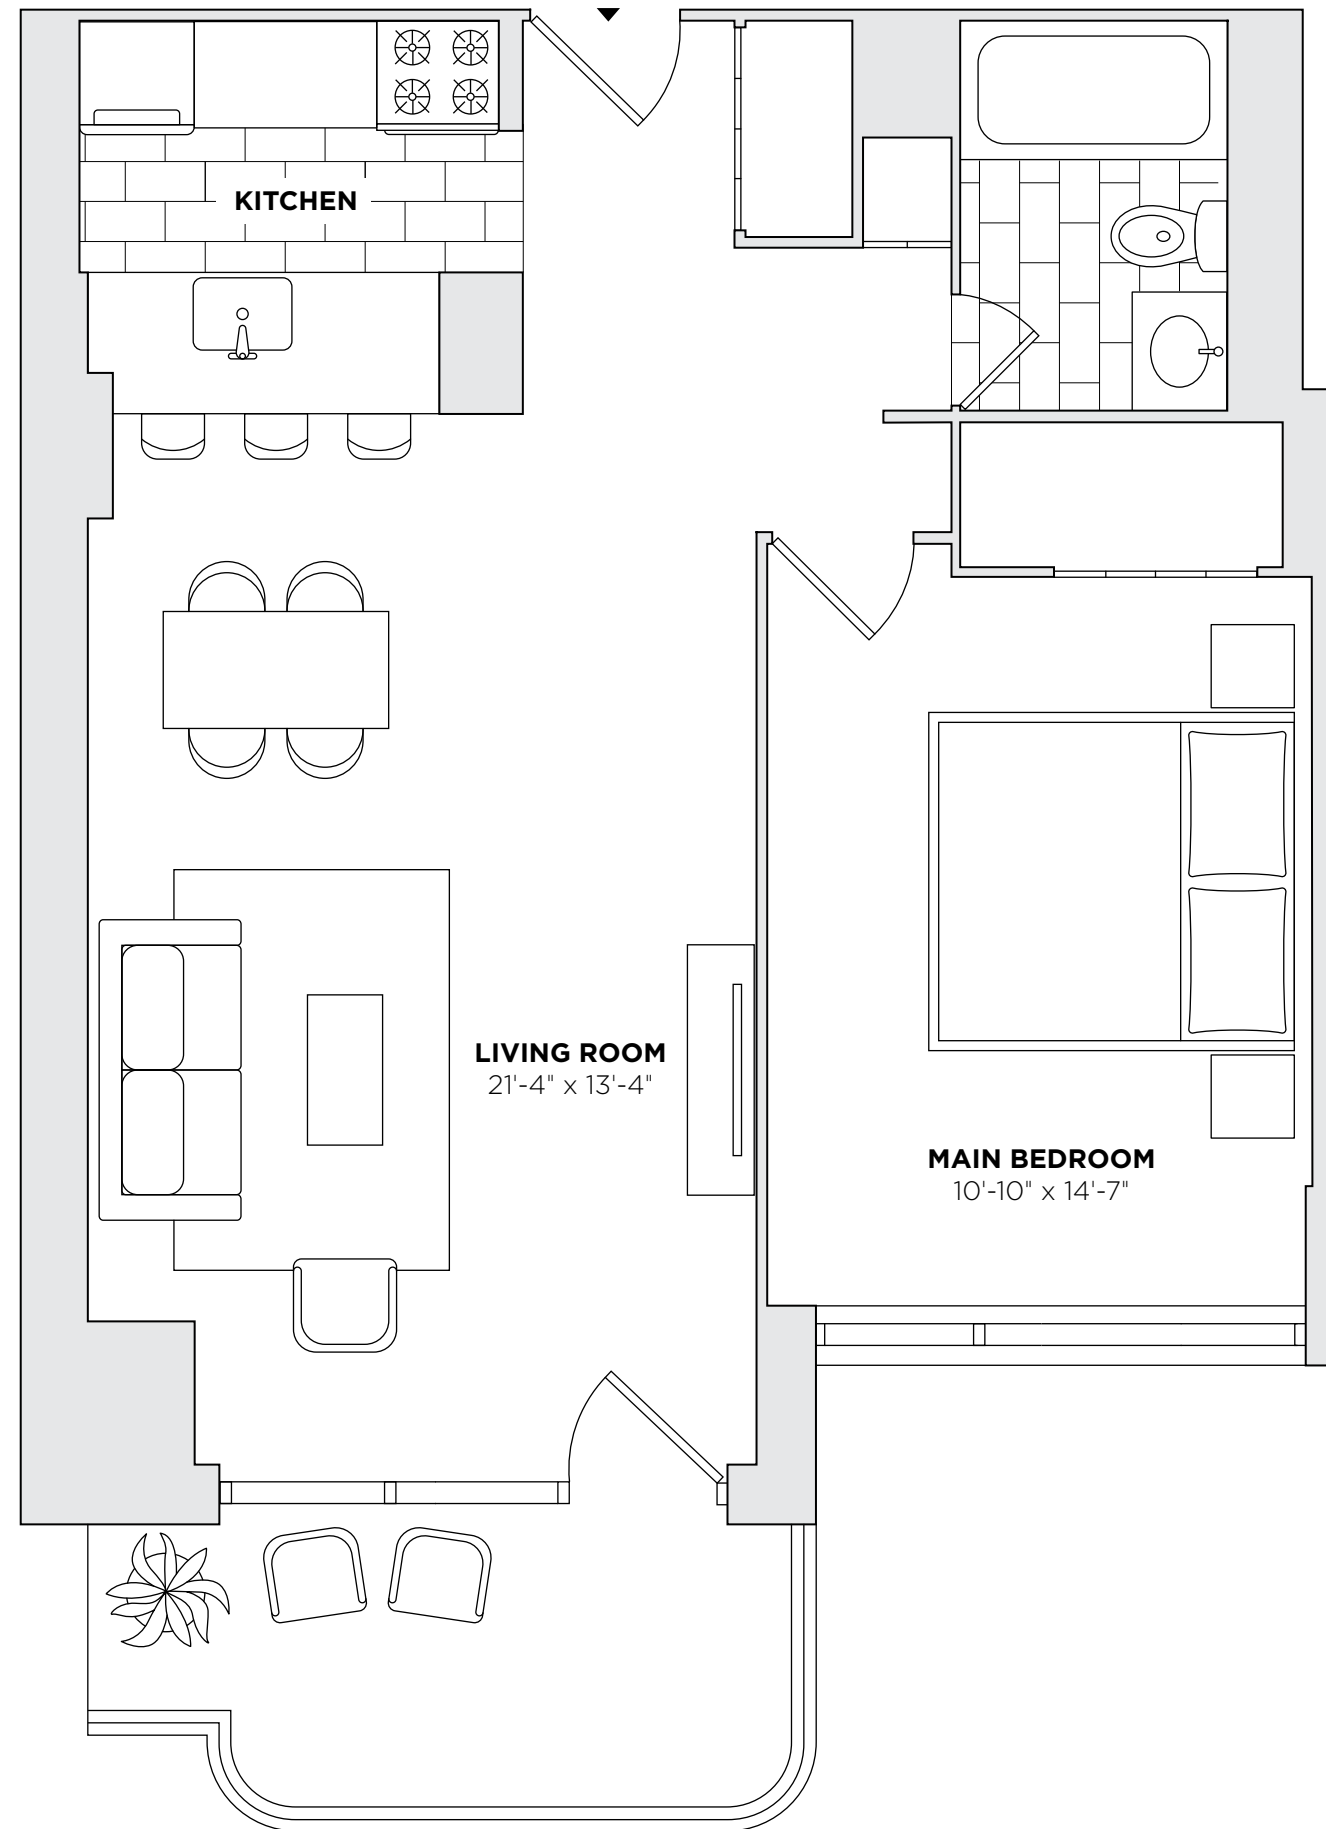 KITCHEN
LIVING ROOM
21'-4" x 13'-4"
MAIN BEDROOM
10'-10" x 14'-7"